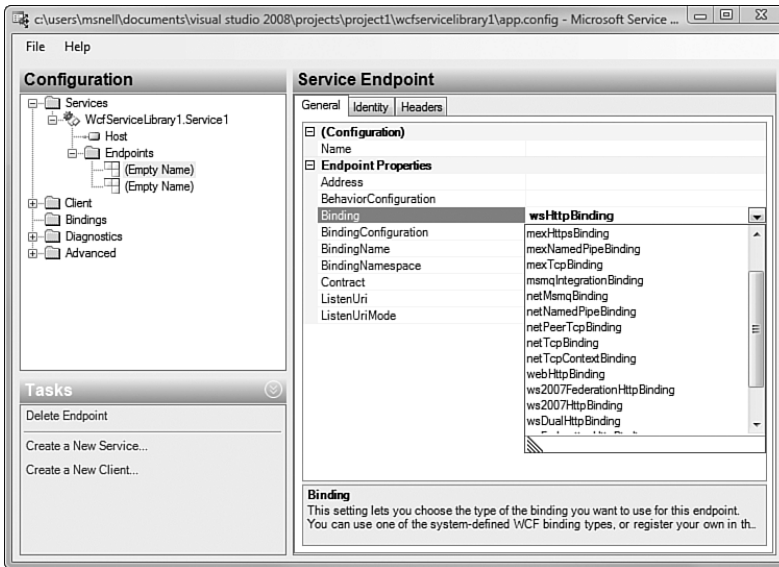 c:\users\msnell\documents\visual studio 2008\projects\project1\wcfservicelibrary1\app.config - Microsoft Service ...
File Help
Configuration
Services
WcfServiceLibrary1.Service1
Host
Endpoints
(Empty Name)
(Empty Name)
Client
Bindings
Diagnostics
Advanced
Tasks
Delete Endpoint
Create a New Service...
Create a New Client...
Service Endpoint
General Identity Headers
(Configuration)
Name
Endpoint Properties
Address
BehaviorConfiguration
Binding wsHttpBinding
BindingConfiguration
BindingName
BindingNamespace
Contract
ListenUri
ListenUriMode
mexHttpsBinding
mexNamedPipeBinding
mexTcpBinding
msmqIntegrationBinding
netMsmqBinding
netNamedPipeBinding
netPeerTcpBinding
netTcpBinding
netTcpContextBinding
webHttpBinding
ws2007FederationHttpBinding
ws2007HttpBinding
wsDualHttpBinding
Binding
This setting lets you choose the type of the binding you want to use for this endpoint.
You can use one of the system-defined WCF binding types, or register your own in th...